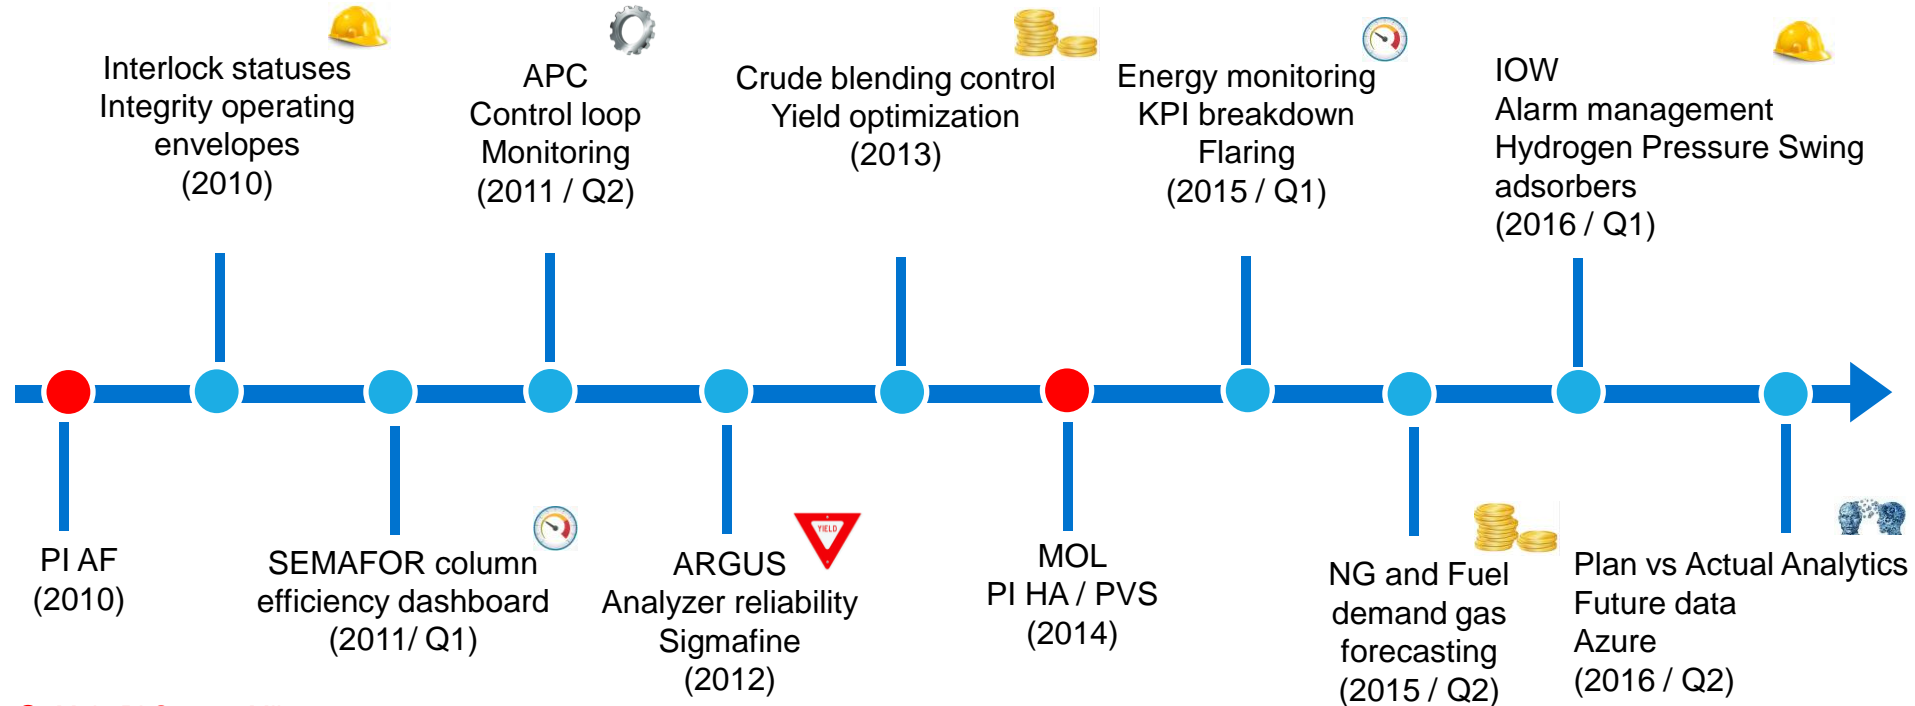 Interlock statuses
Integrity operating
envelopes
(2010)
APC
Control loop
Monitoring
(2011 / Q2)
Crude blending control
Yield optimization
(2013)
Energy monitoring
KPI breakdown
Flaring
(2015 / Q1)
IOW
Alarm management
Hydrogen Pressure Swing
adsorbers
(2016 / Q1)
PI AF
(2010)
SEMAFOR column
efficiency dashboard
(2011/ Q1)
YIELD
ARGUS
Analyzer reliability
Sigmafine
(2012)
MOL
PI HA / PVS
(2014)
NG and Fuel
demand gas
forecasting
(2015 / Q2)
Plan vs Actual Analytics
Future data
Azure
(2016 / Q2)